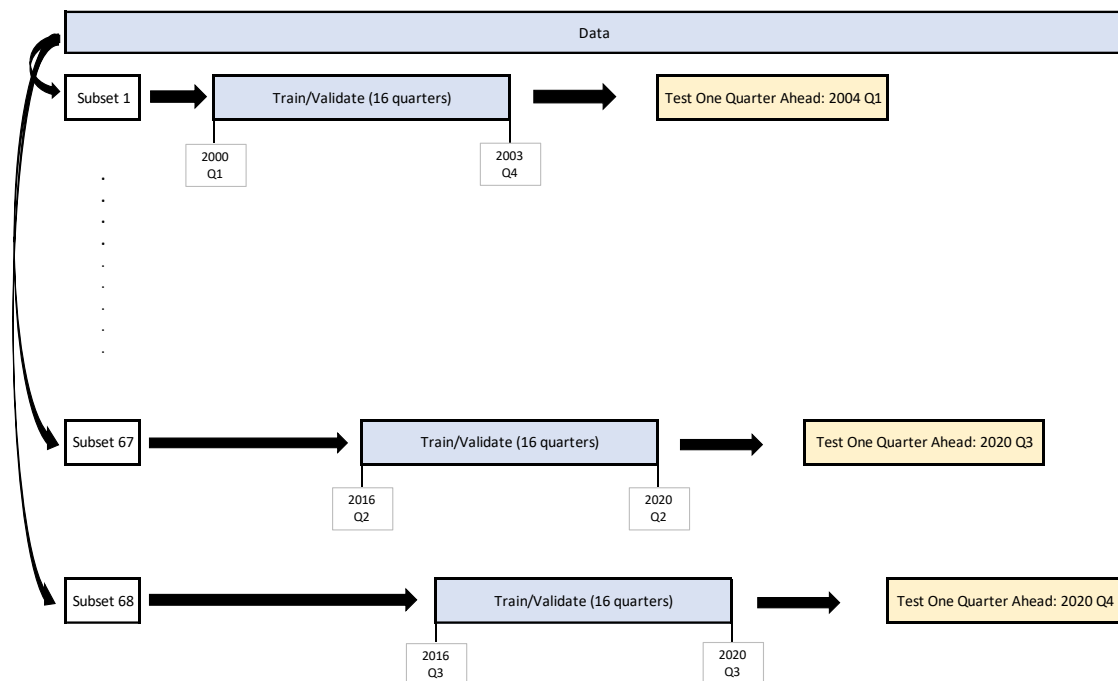 Data
Subset 1
Train/Validate (16 quarters)
Test One Quarter Ahead: 2004 Q1
2000
Q1
2003
Q4
Subset 67
Train/Validate (16 quarters)
Test One Quarter Ahead: 2020 Q3
2016
Q2
2020
Q2
Subset 68
Train/Validate (16 quarters)
Test One Quarter Ahead: 2020 Q4
2016
Q3
2020
Q3